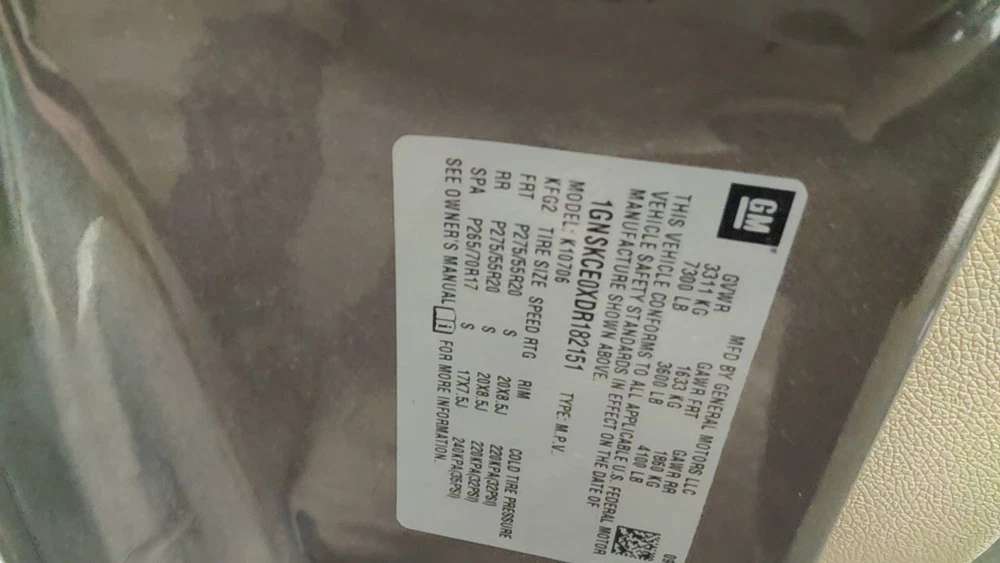 GM
MFD BY GENERAL MOTORS LLC 09
GVWR GAWR FRT GAWR RR
3311 KG 1633 KG 1860 KG
7300 LB 3600 LB 4100 LB
THIS VEHICLE CONFORMS TO ALL APPLICABLE U.S. FEDERAL MOTOR
VEHICLE SAFETY STANDARDS IN EFFECT ON THE DATE OF
MANUFACTURE SHOWN ABOVE.
1GNSKCE0XDR182151 TYPE: M.P.V.
MODEL: K10706
KFG2 TIRE SIZE SPEED RTG RIM COLD TIRE PRESSURE
FRT P275/55R20 S 20X8.5J 220KPA(32PSI)
RR P275/55R20 S 20X8.5J 220KPA(32PSI)
SPA P265/70R17 S 17X7.5J 240KPA(35PSI)
SEE OWNER'S MANUAL i FOR MORE INFORMATION.